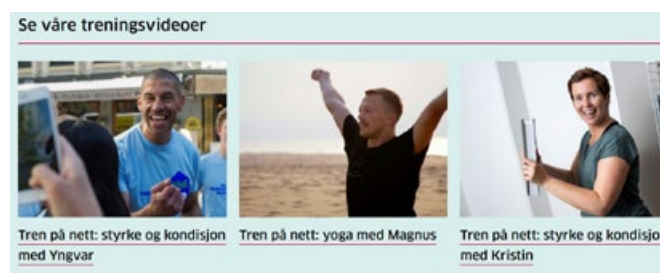 Se våre treningsvideoer
Tren på nett: styrke og kondisjon
med Yngvar
Tren på nett: yoga med Magnus
Tren på nett: styrke og kondisjo
med Kristin